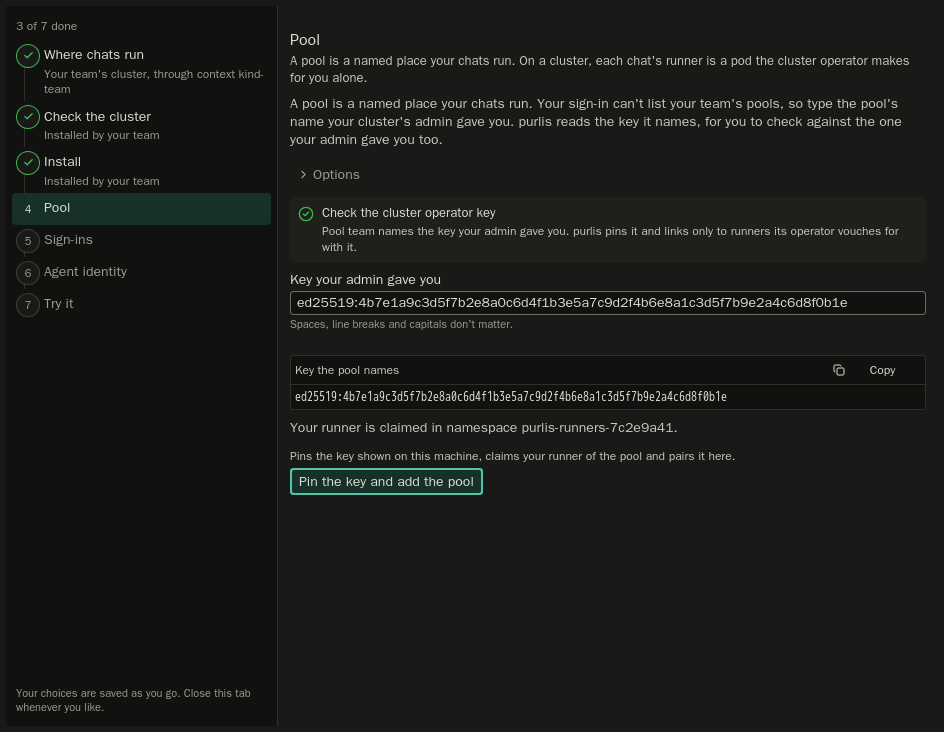 3 of 7 done
Where chats run
Your team's cluster, through context kind-
team
Check the cluster
Installed by your team
Install
Installed by your team
4 Pool
5 Sign-ins
6 Agent identity
7 Try it
Your choices are saved as you go. Close this tab
whenever you like.
Pool
A pool is a named place your chats run. On a cluster, each chat's runner is a pod the cluster operator makes
for you alone.
A pool is a named place your chats run. Your sign-in can't list your team's pools, so type the pool's
name your cluster's admin gave you. purlis reads the key it names, for you to check against the one
your admin gave you too.
Options
Check the cluster operator key
Pool team names the key your admin gave you. purlis pins it and links only to runners its operator vouches for
with it.
Key your admin gave you
ed25519:4b7e1a9c3d5f7b2e8a0c6d4f1b3e5a7c9d2f4b6e8a1c3d5f7b9e2a4c6d8f0b1e
Spaces, line breaks and capitals don't matter.
Key the pool names
Copy
ed25519:4b7e1a9c3d5f7b2e8a0c6d4f1b3e5a7c9d2f4b6e8a1c3d5f7b9e2a4c6d8f0b1e
Your runner is claimed in namespace purlis-runners-7c2e9a41.
Pins the key shown on this machine, claims your runner of the pool and pairs it here.
Pin the key and add the pool